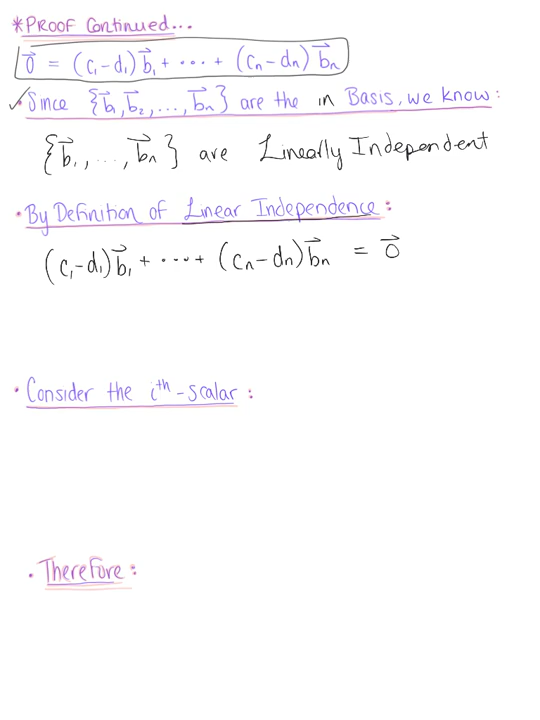 *Proof Continued...
0⃗ = (c₁-d₁)b⃗₁ + ... + (cₙ-dₙ)b⃗ₙ
✓Since {b⃗₁, b⃗₂, ..., b⃗ₙ} are the in Basis, we know:
{b⃗₁, ..., b⃗ₙ} are Linearly Independent
•By Definition of Linear Independence:
(c₁-d₁)b⃗₁ + ... + (cₙ-dₙ)b⃗ₙ = 0⃗
•Consider the iᵗʰ-scalar:
•Therefore: